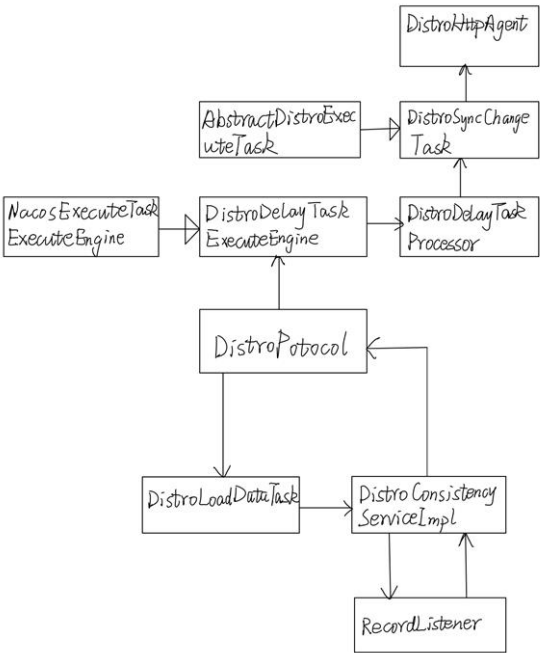 DistroHttpAgent
AbstractDistroExec
uteTask
DistroSyncChange
Task
NacosExecuteTask
ExecuteEngine
DistroDelayTask
ExecuteEngine
DistroDelayTask
Processor
DistroPotocol
DistroLoadDataTask
DistroConsistency
ServiceImpl
RecordListener